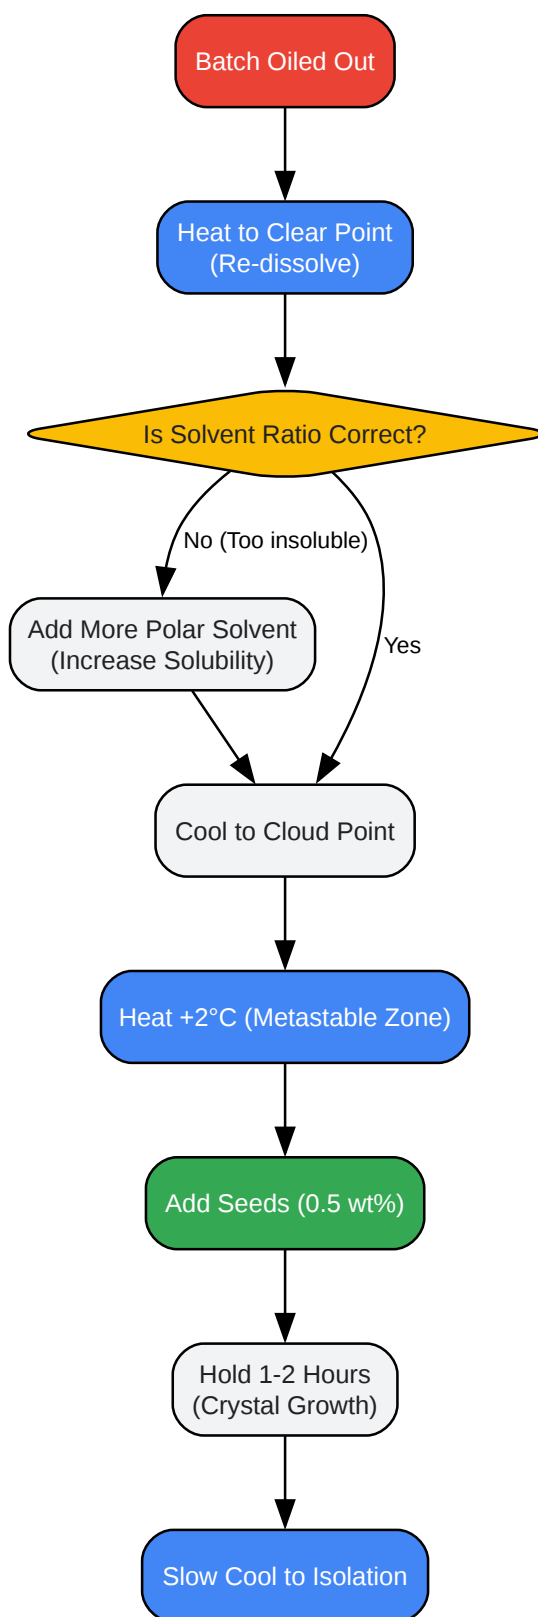 Batch Oiled Out
Heat to Clear Point
(Re-dissolve)
Is Solvent Ratio Correct?
No (Too insoluble)
Add More Polar Solvent
(Increase Solubility)
Yes
Cool to Cloud Point
Heat +2°C (Metastable Zone)
Add Seeds (0.5 wt%)
Hold 1-2 Hours
(Crystal Growth)
Slow Cool to Isolation